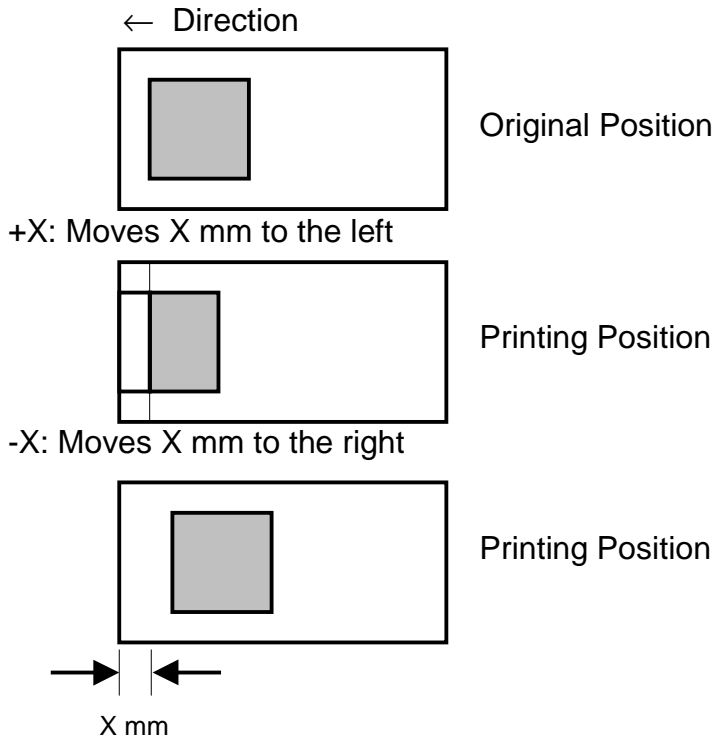 ← Direction
Original Position
+X: Moves X mm to the left
Printing Position
-X: Moves X mm to the right
Printing Position
X mm